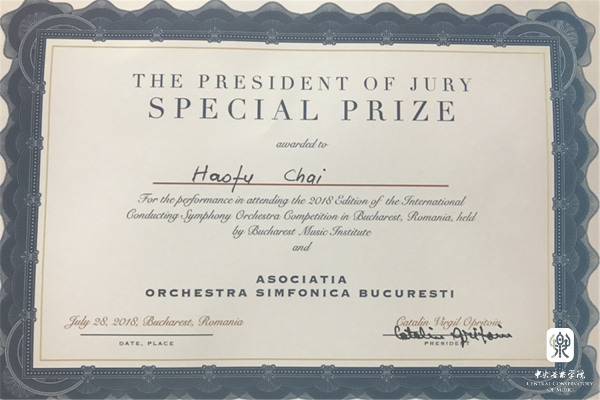 THE PRESIDENT OF JURY
SPECIAL PRIZE
awarded to
Haofu Chai
For the performance in attending the 2018 Edition of the International
Conducting-Symphony Orchestra Competition in Bucharest, Romania, held
by Bucharest Music Institute
and
ASOCIATIA
ORCHESTRA SIMFONICA BUCURESTI
July 28, 2018, Bucharest, Romania
DATE, PLACE
Catalin Virgil Opritoiu
Catalin Opritoiu
PRESIDE
中央音乐学院
CENTRAL CONSERVATORY
OF MUSIC